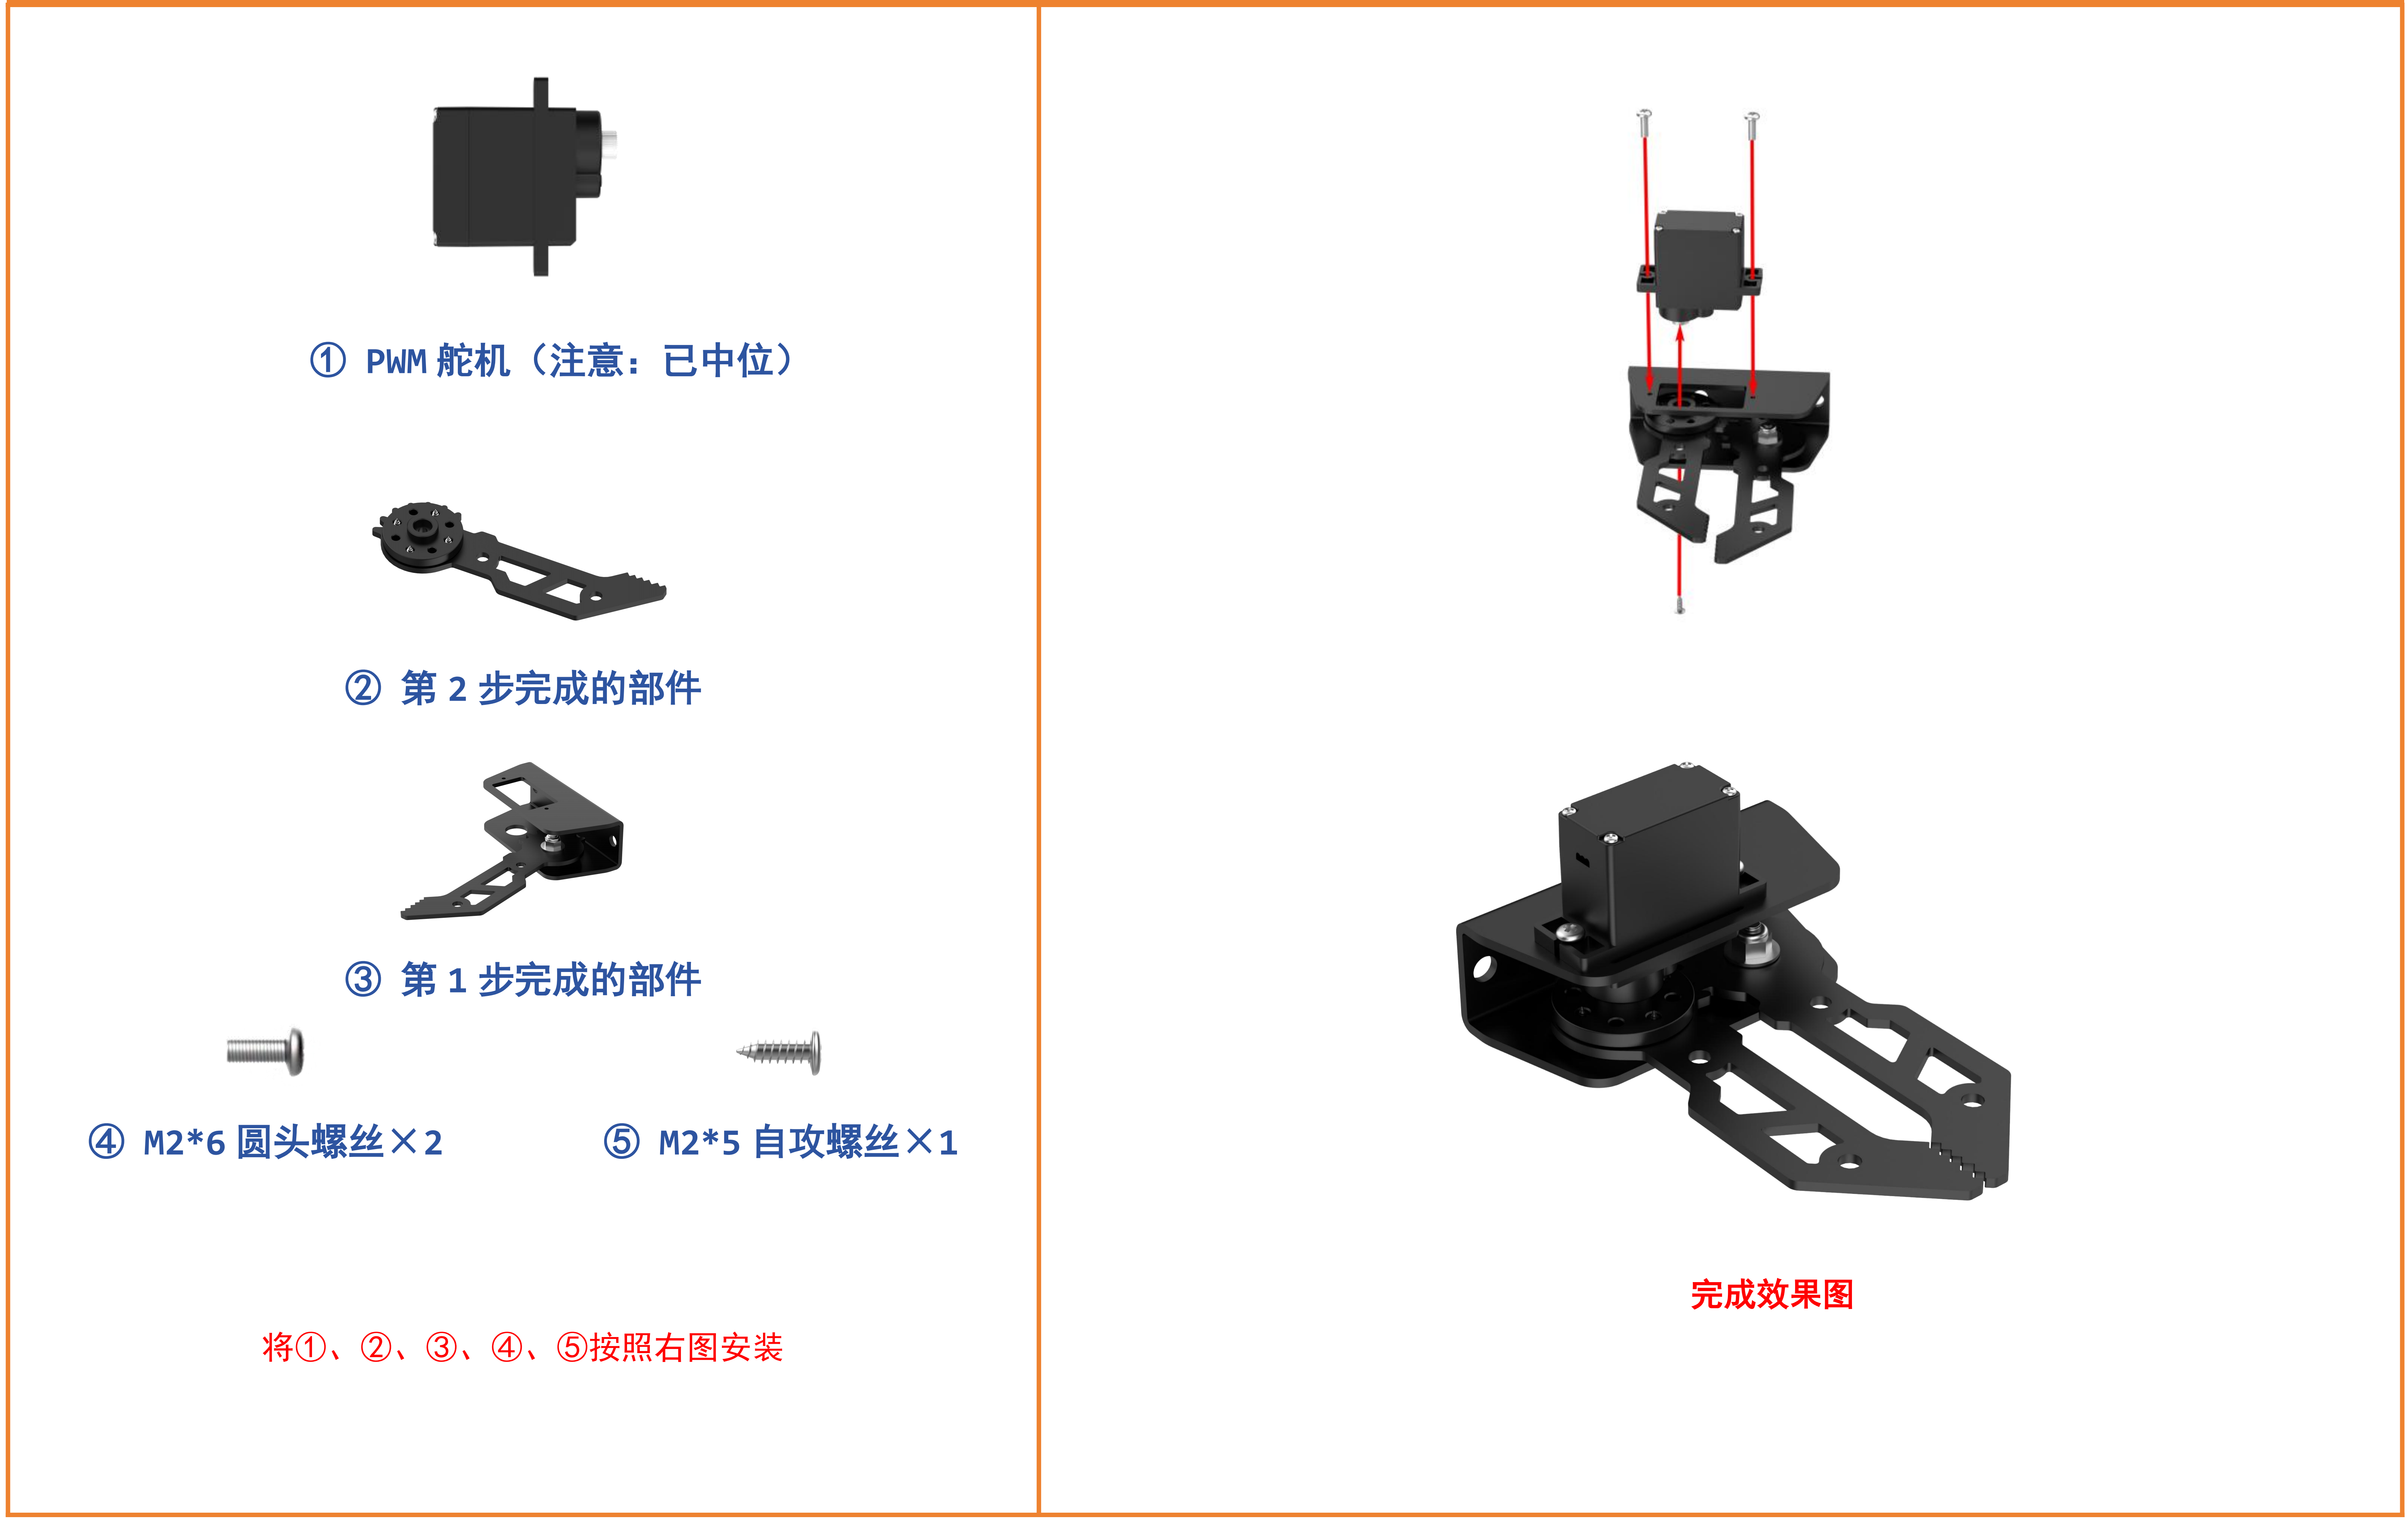 ① PWM 舵机（注意：已中位）
② 第 2 步完成的部件
③ 第 1 步完成的部件
④ M2*6 圆头螺丝×2
⑤ M2*5 自攻螺丝×1
将①、②、③、④、⑤按照右图安装
完成效果图